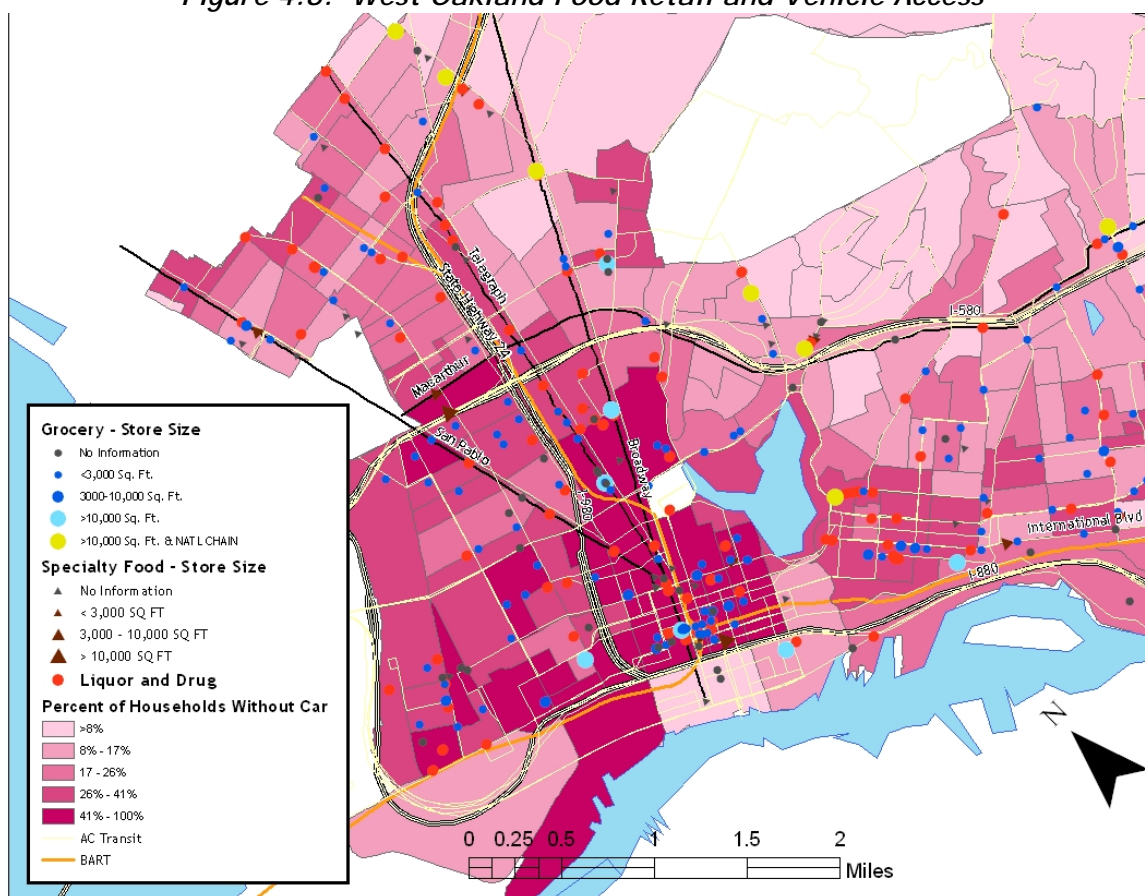 Figure 4.8: West Oakland Food Retail and Vehicle Access
Telegraph
State Highway 24
I-580
Macarthur
San Pablo
Broadway
I-980
International Blvd
I-880
Grocery - Store Size
No Information
<3,000 Sq. Ft.
3000-10,000 Sq. Ft.
>10,000 Sq. Ft.
>10,000 Sq. Ft. & NAT'L CHAIN
Specialty Food - Store Size
No Information
< 3,000 SQ FT
3,000 - 10,000 SQ FT
> 10,000 SQ FT
Liquor and Drug
Percent of Households Without Car
>8%
8% - 17%
17 - 26%
26% - 41%
41% - 100%
AC Transit
BART
N
0 0.25 0.5 1 1.5 2
Miles